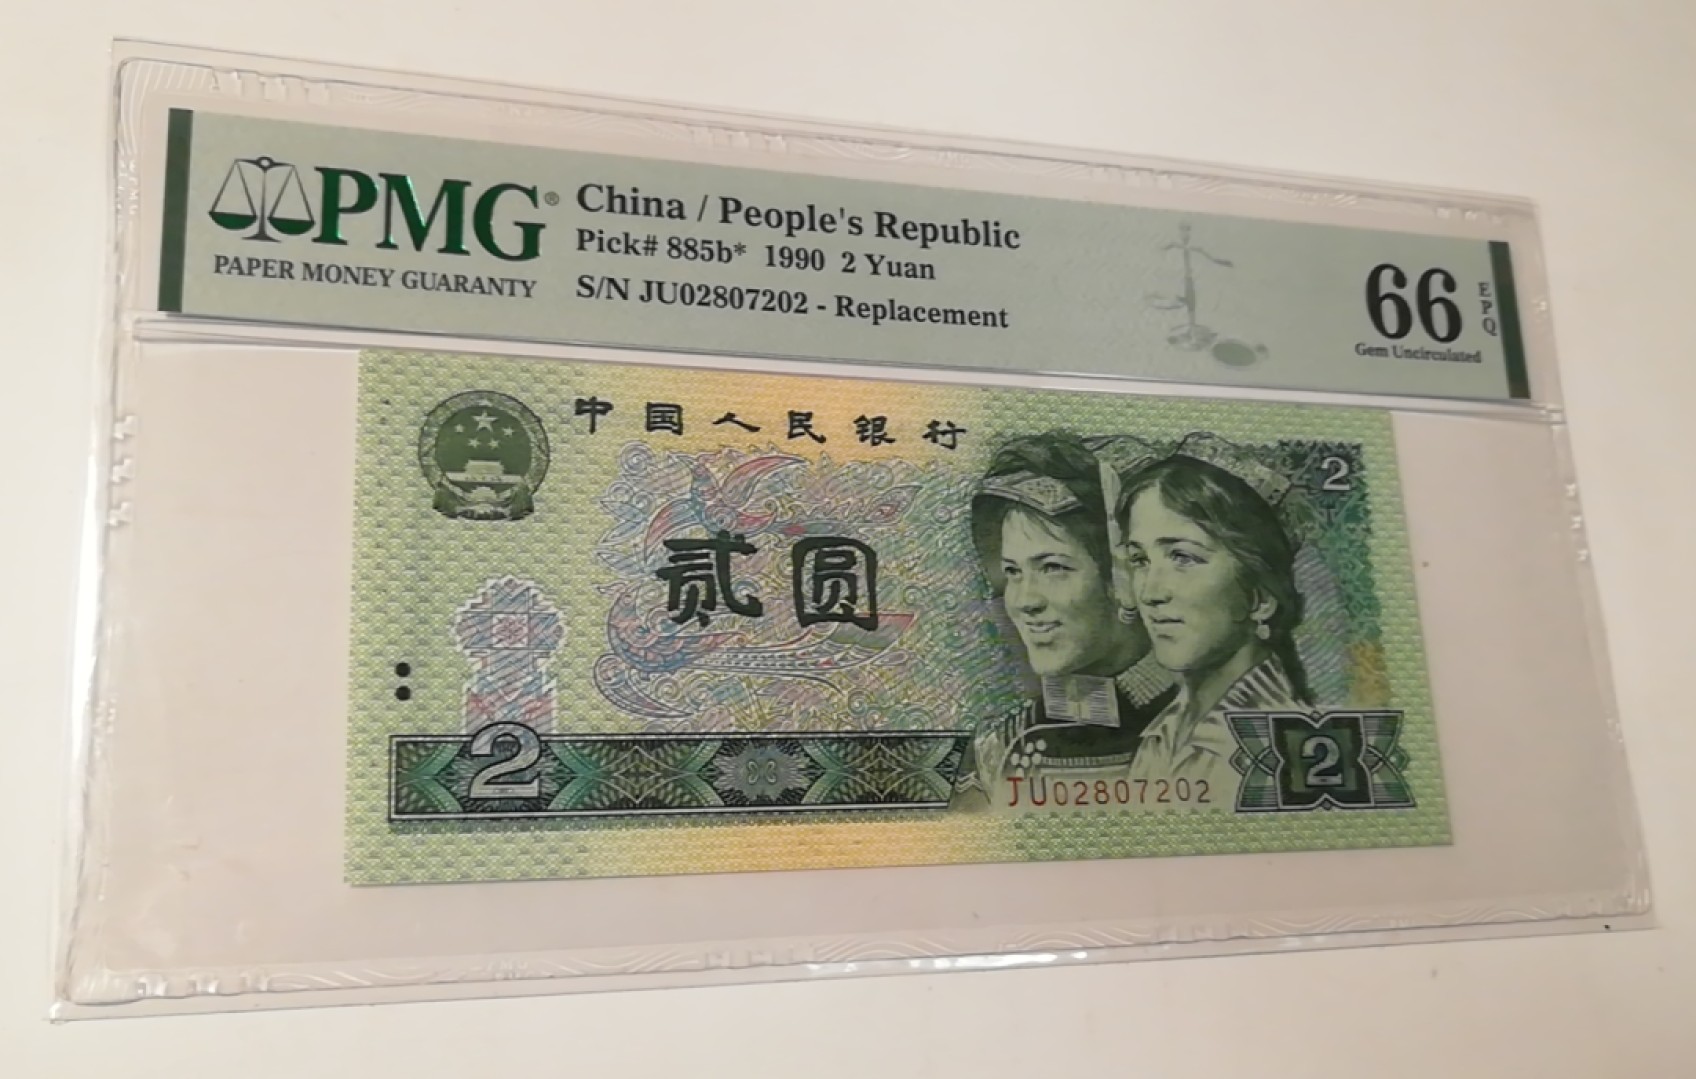 PMG®
PAPER MONEY GUARANTY
China / People's Republic
Pick# 885b* 1990 2 Yuan
S/N JU02807202 - Replacement
66
EPQ
Gem Uncirculated
中国人民银行
2
贰圆
2
JU02807202
2